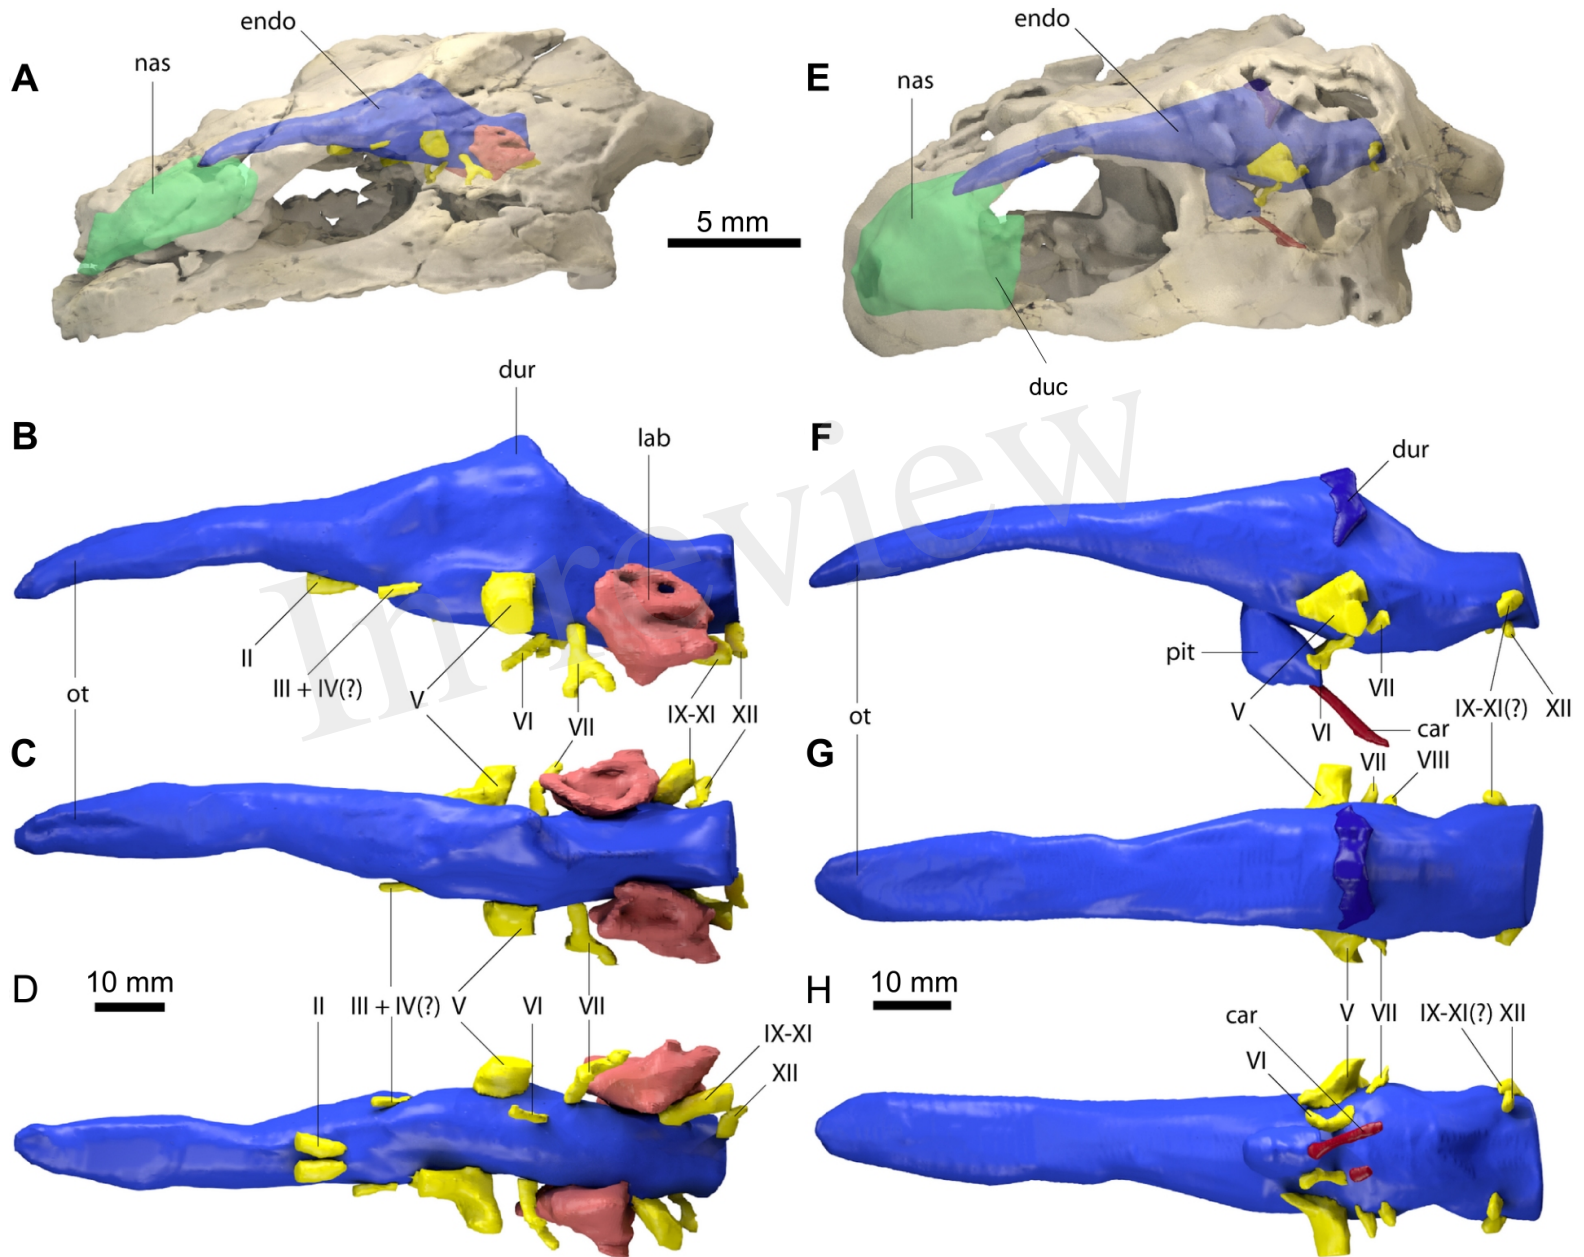 A
endo
nas
5 mm
E
endo
nas
duc
B
dur
lab
II
III + IV(?)
V
VI
VII
IX-XI
XII
ot
F
dur
pit
V
VI
VII
car
IX-XI(?)
XII
ot
C
G
VII
VIII
D
10 mm
II
III + IV(?)
V
VI
VII
IX-XI
XII
H
10 mm
car
VI
V
VII
IX-XI(?)
XII
In review